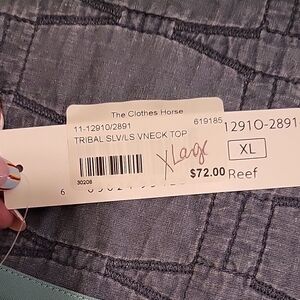 The Clothes Horse
11-12910/2891 619185
TRIBAL SLV/LS VNECK TOP
12910-2891
XL
XLarge
30208
$72.00 Reef